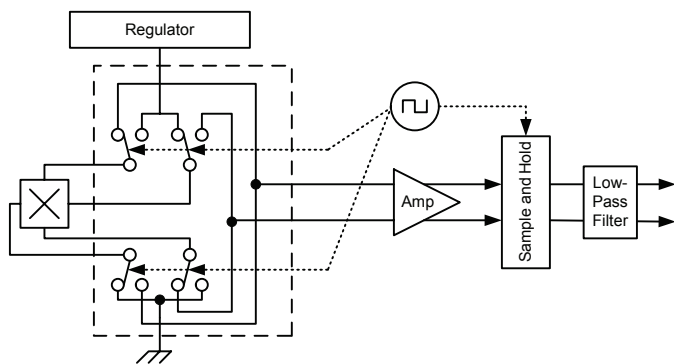 Regulator
Amp
Sample and Hold
Low-
Pass
Filter